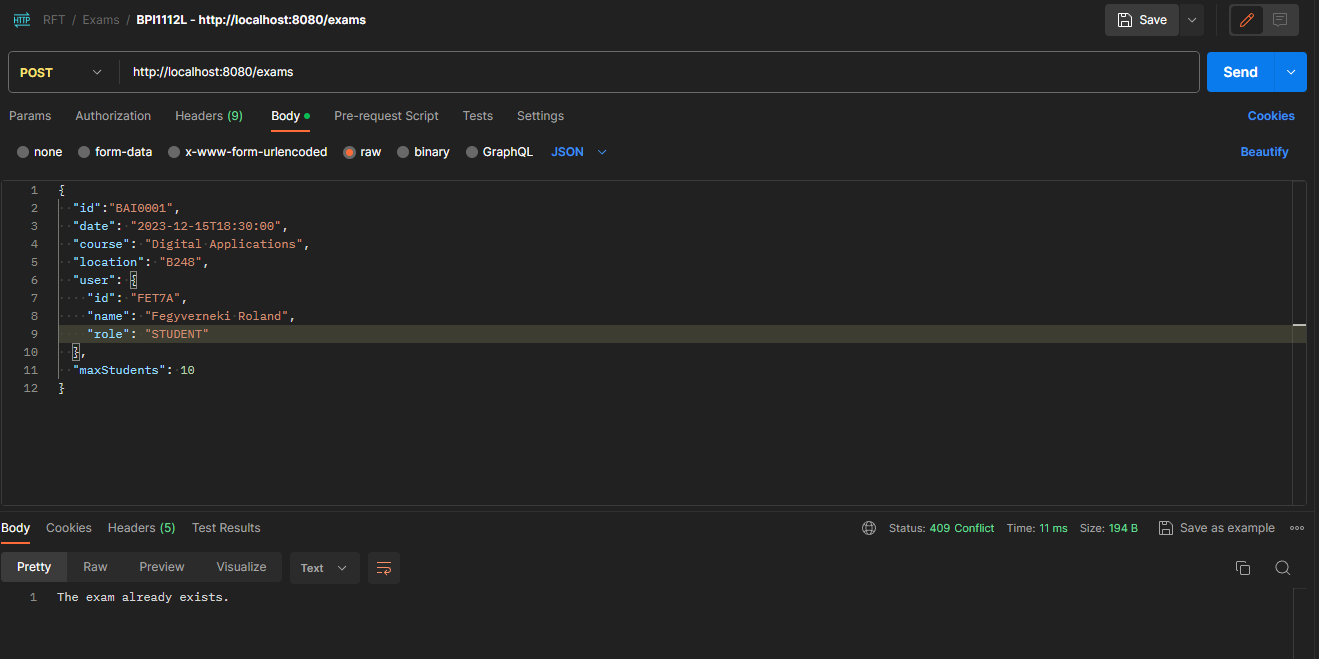 HTTP RFT / Exams / BPI1112L - http://localhost:8080/exams Save
POST http://localhost:8080/exams Send
Params Authorization Headers (9) Body Pre-request Script Tests Settings Cookies
none form-data x-www-form-urlencoded raw binary GraphQL JSON Beautify
1 {
2 "id":"BAI0001",
3 "date": "2023-12-15T18:30:00",
4 "course": "Digital Applications",
5 "location": "B248",
6 "user": {
7 "id": "FET7A",
8 "name": "Fegyverneki Roland",
9 "role": "STUDENT"
10 },
11 "maxStudents": 10
12 }
Body Cookies Headers (5) Test Results Status: 409 Conflict Time: 11 ms Size: 194 B Save as example
Pretty Raw Preview Visualize Text
1 The exam already exists.